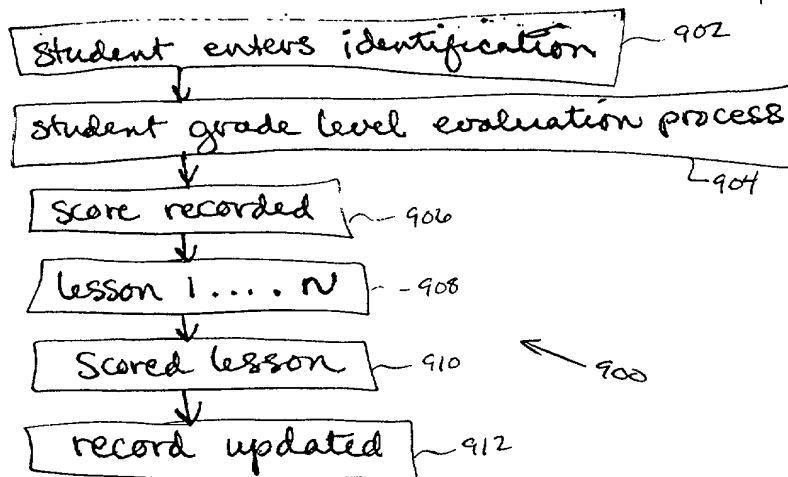 student enters identification 902
student grade level evaluation process
904
score recorded 906
lesson 1 .... N 908
Scored lesson 910
900
record updated 912